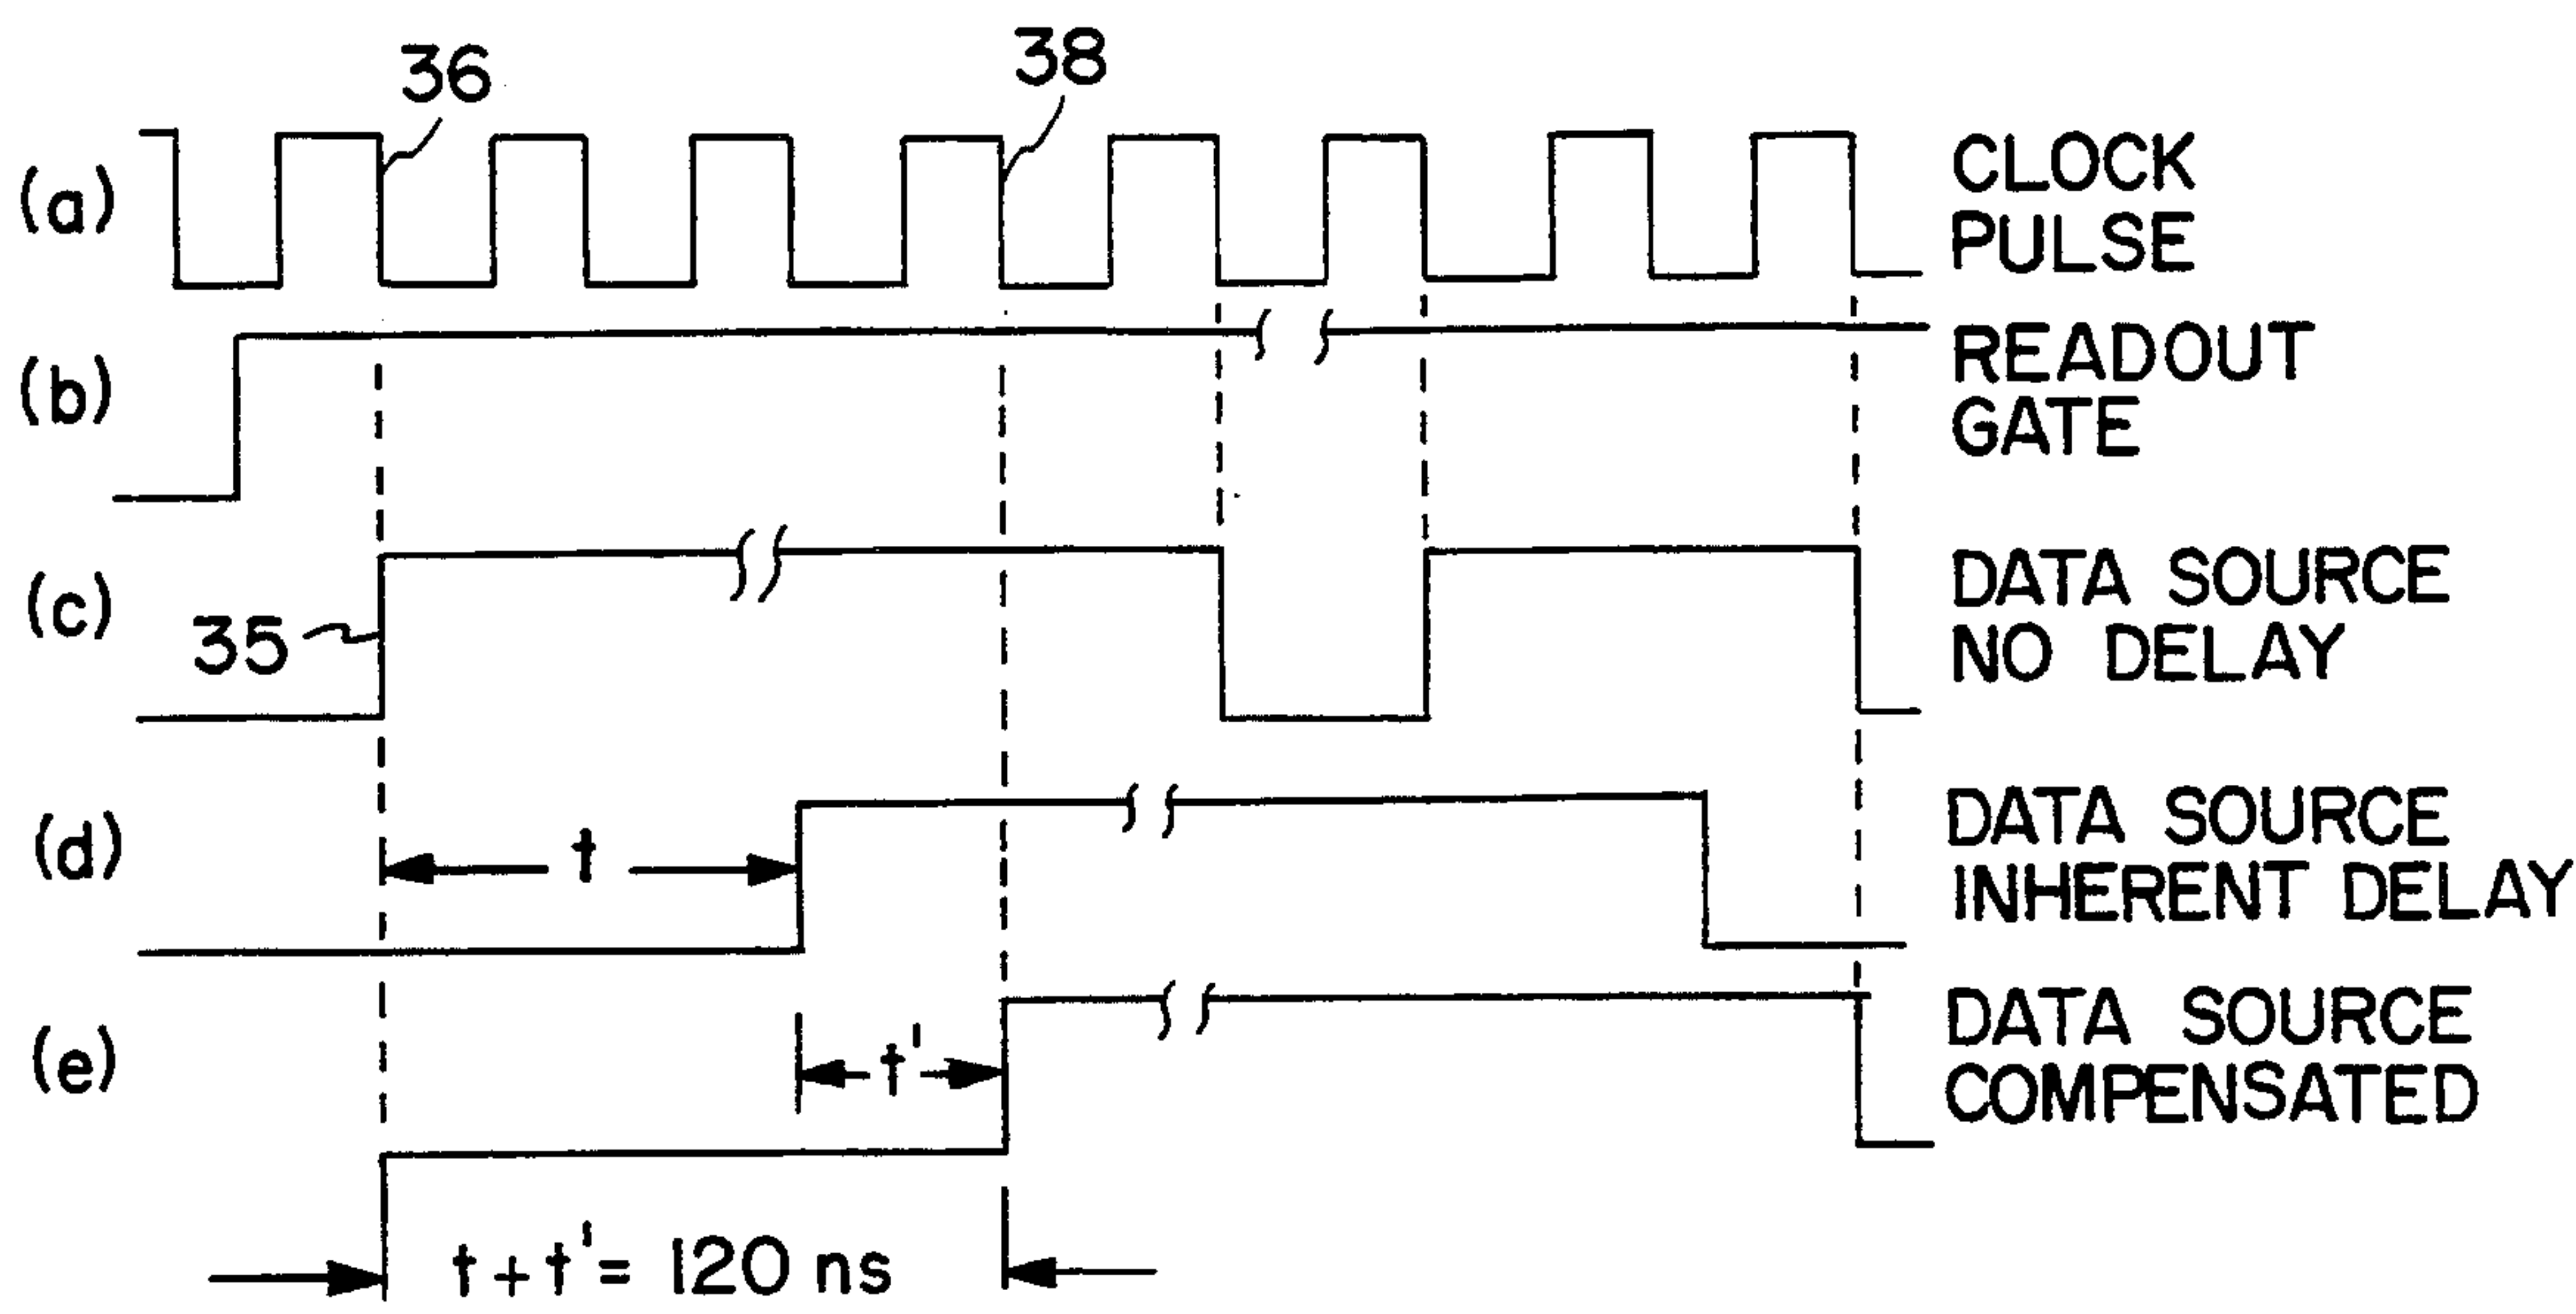 36
38
(a)
CLOCK
PULSE
(b)
READOUT
GATE
(c)
35
DATA SOURCE
NO DELAY
(d)
t
DATA SOURCE
INHERENT DELAY
(e)
t'
DATA SOURCE
COMPENSATED
t+t'= 120 ns